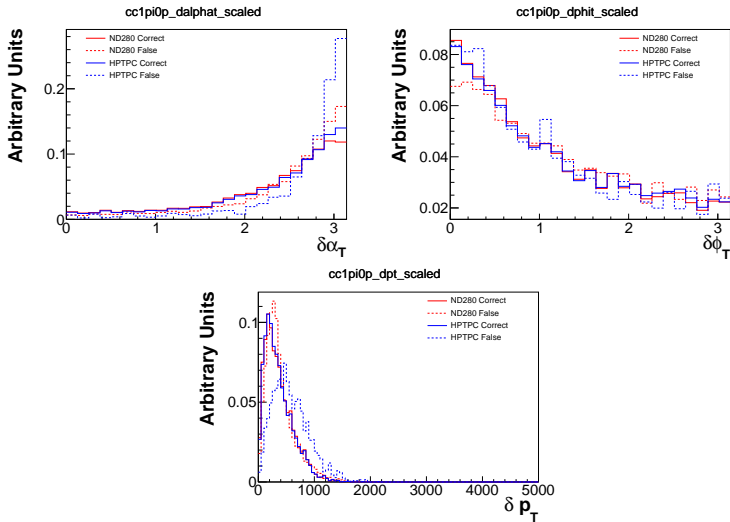 cc1pi0p_dalphat_scaled
Arbitrary Units
ND280 Correct
ND280 False
HPTPC Correct
HPTPC False
0.2
0.1
0
0 1 2 3
δα_T
cc1pi0p_dphit_scaled
Arbitrary Units
ND280 Correct
ND280 False
HPTPC Correct
HPTPC False
0.08
0.06
0.04
0.02
0 1 2 3
δϕ_T
cc1pi0p_dpt_scaled
Arbitrary Units
ND280 Correct
ND280 False
HPTPC Correct
HPTPC False
0.1
0.05
0
0 1000 2000 3000 4000 5000
δ p_T